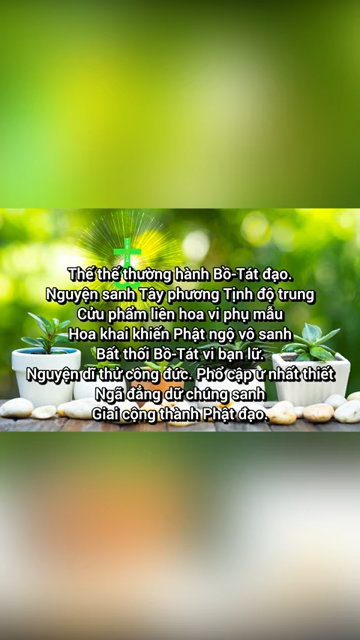 Thế thế thường hành Bồ-Tát đạo.
Nguyện sanh Tây phương Tịnh độ trung
Cửu phẩm liên hoa vi phụ mẫu
Hoa khai khiến Phật ngộ vô sanh
Bất thối Bồ-Tát vi bạn lữ.
Nguyện dĩ thử công đức. Phổ cập ừ nhất thiết
Ngã đẳng dữ chúng sanh
Giai cộng thành Phật đạo.